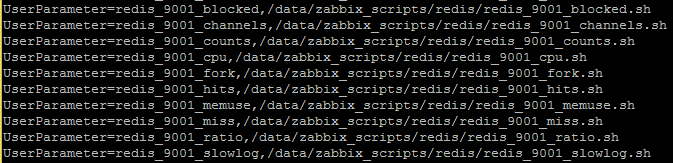 UserParameter=redis_9001_blocked,/data/zabbix_scripts/redis/redis_9001_blocked.sh
UserParameter=redis_9001_channels,/data/zabbix_scripts/redis/redis_9001_channels.sh
UserParameter=redis_9001_counts,/data/zabbix_scripts/redis/redis_9001_counts.sh
UserParameter=redis_9001_cpu,/data/zabbix_scripts/redis/redis_9001_cpu.sh
UserParameter=redis_9001_fork,/data/zabbix_scripts/redis/redis_9001_fork.sh
UserParameter=redis_9001_hits,/data/zabbix_scripts/redis/redis_9001_hits.sh
UserParameter=redis_9001_memuse,/data/zabbix_scripts/redis/redis_9001_memuse.sh
UserParameter=redis_9001_miss,/data/zabbix_scripts/redis/redis_9001_miss.sh
UserParameter=redis_9001_ratio,/data/zabbix_scripts/redis/redis_9001_ratio.sh
UserParameter=redis_9001_slowlog,/data/zabbix_scripts/redis/redis_9001_slowlog.sh